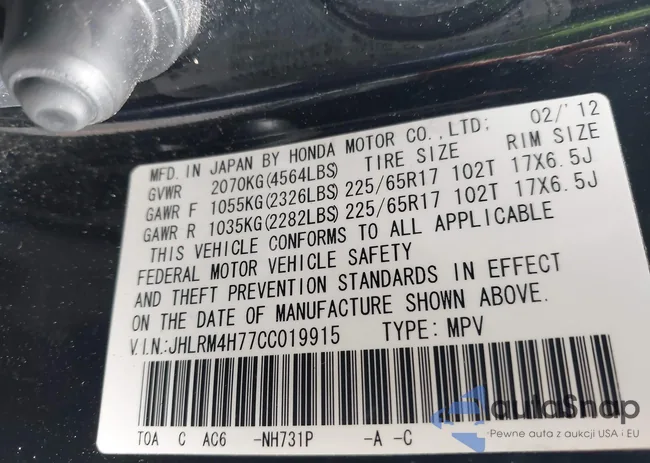 MFD. IN JAPAN BY HONDA MOTOR CO., LTD; 02/'12
GVWR 2070KG(4564LBS) TIRE SIZE RIM SIZE
GAWR F 1055KG(2326LBS) 225/65R17 102T 17X6.5J
GAWR R 1035KG(2282LBS) 225/65R17 102T 17X6.5J
THIS VEHICLE CONFORMS TO ALL APPLICABLE
FEDERAL MOTOR VEHICLE SAFETY
AND THEFT PREVENTION STANDARDS IN EFFECT
ON THE DATE OF MANUFACTURE SHOWN ABOVE.
V.I.N.:JHLRM4H77CC019915 TYPE: MPV
TOA C AC6 -NH731P -A -C
autoSnap
-Pewne auta z aukcji USA i EU